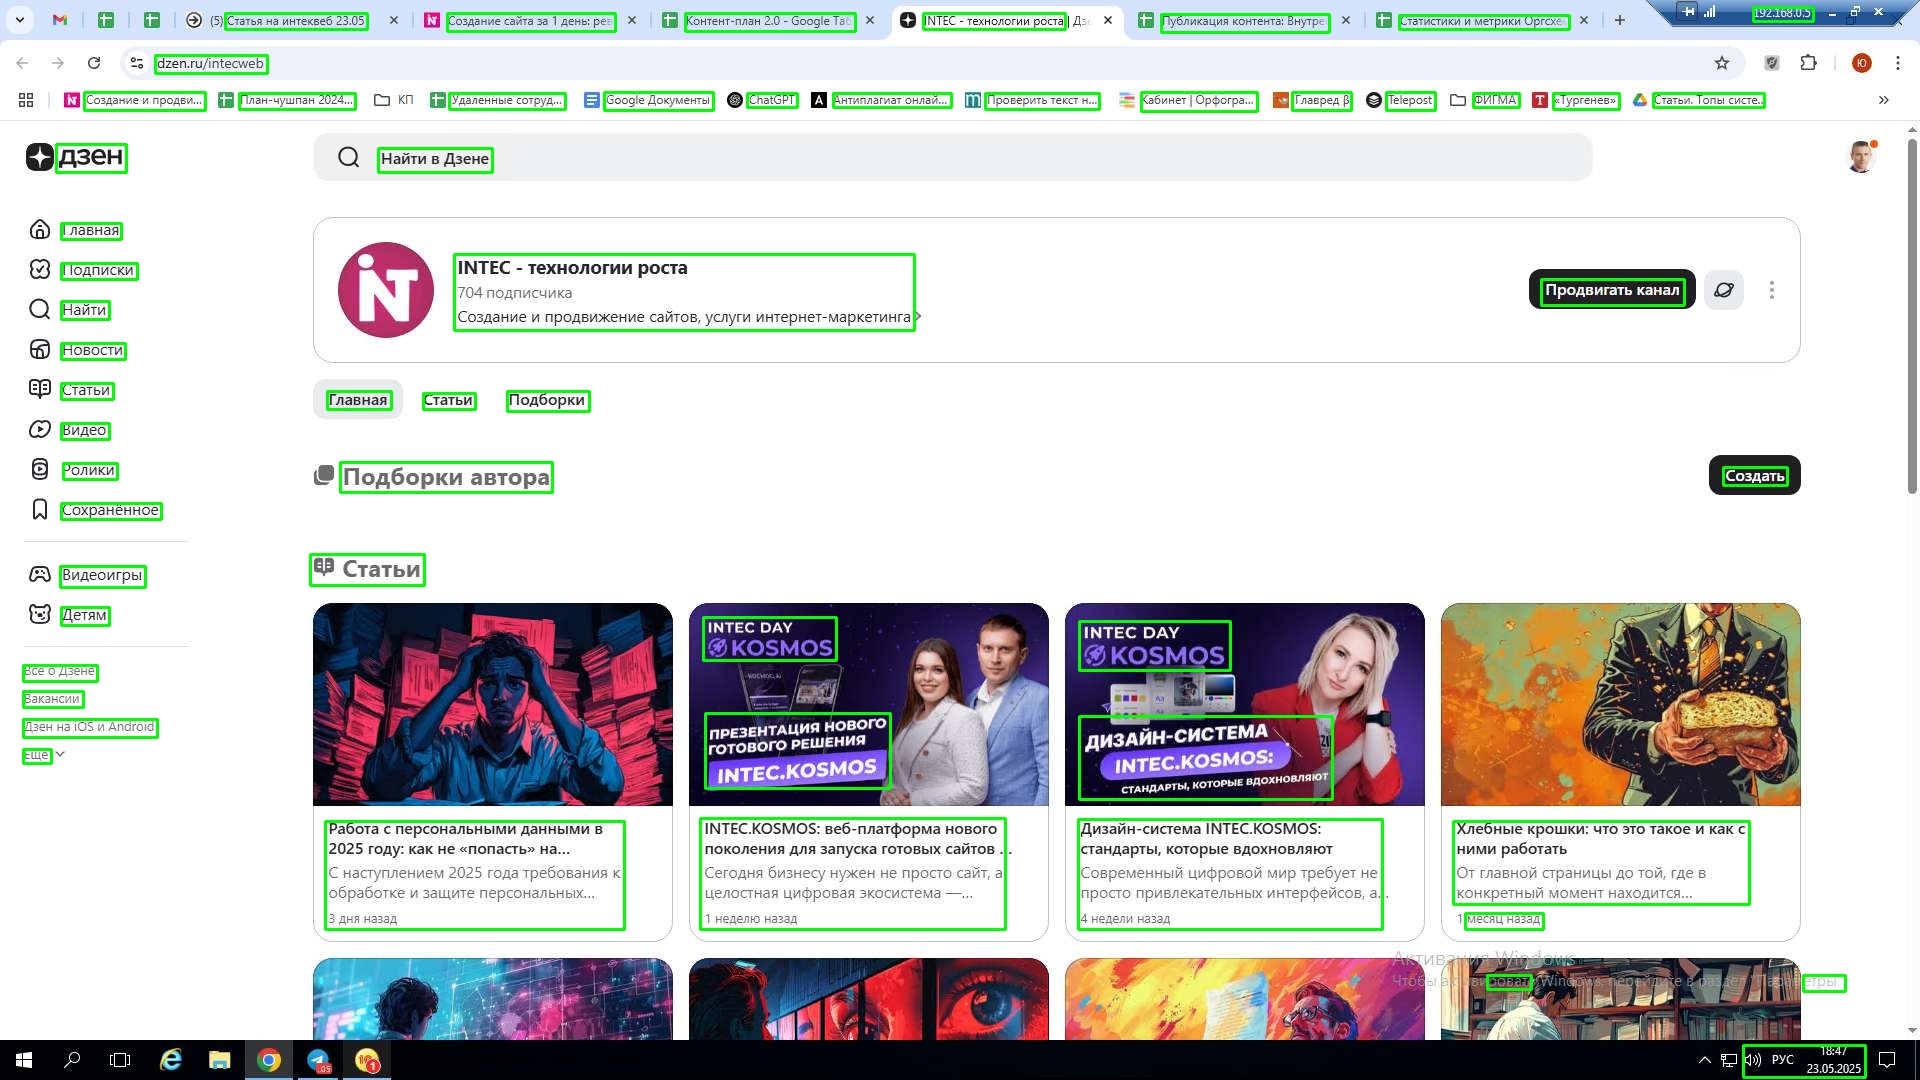 (5) Статья на интеквеб 23.05
Создание сайта за 1 день: рев
Контент-план 2.0 - Google Таб
INTEC - технологии роста | Дз
Публикация контента: Внутре
Статистики и метрики Оргсхе
192.168.0.5
dzen.ru/intecweb
Ю
Создание и продви...
План-чушпан 2024...
КП
Удаленные сотруд...
Google Документы
ChatGPT
Антиплагиат онлай...
Проверить текст н...
Кабинет | Орфогра...
Главред β
Telepost
ФИГМА
«Тургенев»
Статьи. Топы систе...
дзен
Найти в Дзене
Главная
Подписки
Найти
Новости
Статьи
Видео
Ролики
Сохранённое
Видеоигры
Детям
Все о Дзене
Вакансии
Дзен на iOS и Android
Ещё
INTEC - технологии роста
704 подписчика
Создание и продвижение сайтов, услуги интернет-маркетинга
Продвигать канал
Главная
Статьи
Подборки
Подборки автора
Создать
Статьи
INTEC DAY
KOSMOS
ПРЕЗЕНТАЦИЯ НОВОГО
ГОТОВОГО РЕШЕНИЯ
INTEC.KOSMOS
INTEC DAY
KOSMOS
ДИЗАЙН-СИСТЕМА
INTEC.KOSMOS:
СТАНДАРТЫ, КОТОРЫЕ ВДОХНОВЛЯЮТ
Работа с персональными данными в
2025 году: как не «попасть» на...
С наступлением 2025 года требования к
обработке и защите персональных...
3 дня назад
INTEC.KOSMOS: веб-платформа нового
поколения для запуска готовых сайтов ...
Сегодня бизнесу нужен не просто сайт, а
целостная цифровая экосистема —...
1 неделю назад
Дизайн-система INTEC.KOSMOS:
стандарты, которые вдохновляют
Современный цифровой мир требует не
просто привлекательных интерфейсов, а...
4 недели назад
Хлебные крошки: что это такое и как с
ними работать
От главной страницы до той, где в
конкретный момент находится...
1 месяц назад
Активация Windows
Чтобы активировать Windows, перейдите в раздел "Параметры".
РУС
18:47
23.05.2025